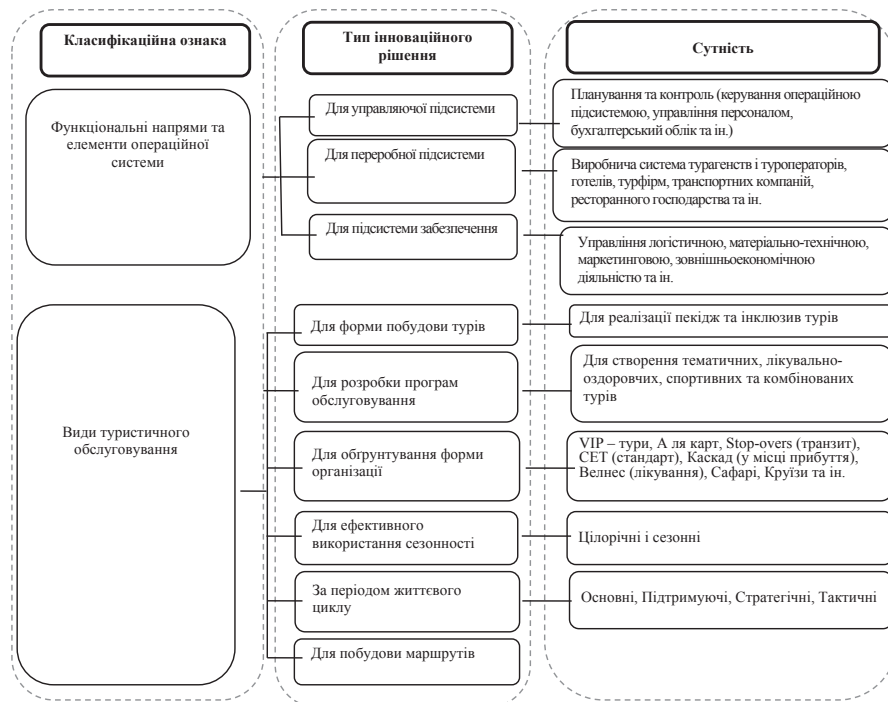 Класифікаційна ознака
Тип інноваційного
рішення
Сутність
Функціональні напрями та
елементи операційної
системи
Для управляючої підсистеми
Планування та контроль (керування операційною
підсистемою, управління персоналом,
бухгалтерський облік та ін.)
Для переробної підсистеми
Виробнича система турагенств і туроператорів,
готелів, турфірм, транспортних компаній,
ресторанного господарства та ін.
Для підсистеми забезпечення
Управління логістичною, матеріально-технічною,
маркетинговою, зовнішньоекономічною
діяльністю та ін.
Види туристичного
обслуговування
Для форми побудови турів
Для реалізації пекідж та інклюзив турів
Для розробки програм
обслуговування
Для створення тематичних, лікувально-
оздоровчих, спортивних та комбінованих
турів
Для обґрунтування форми
організації
VIP – тури, А ля карт, Stop-overs (транзит),
СЕТ (стандарт), Каскад (у місці прибуття),
Велнес (лікування), Сафарі, Круїзи та ін.
Для ефективного
використання сезонності
Цілорічні і сезонні
За періодом життєвого
циклу
Основні, Підтримуючі, Стратегічні, Тактичні
Для побудови маршрутів